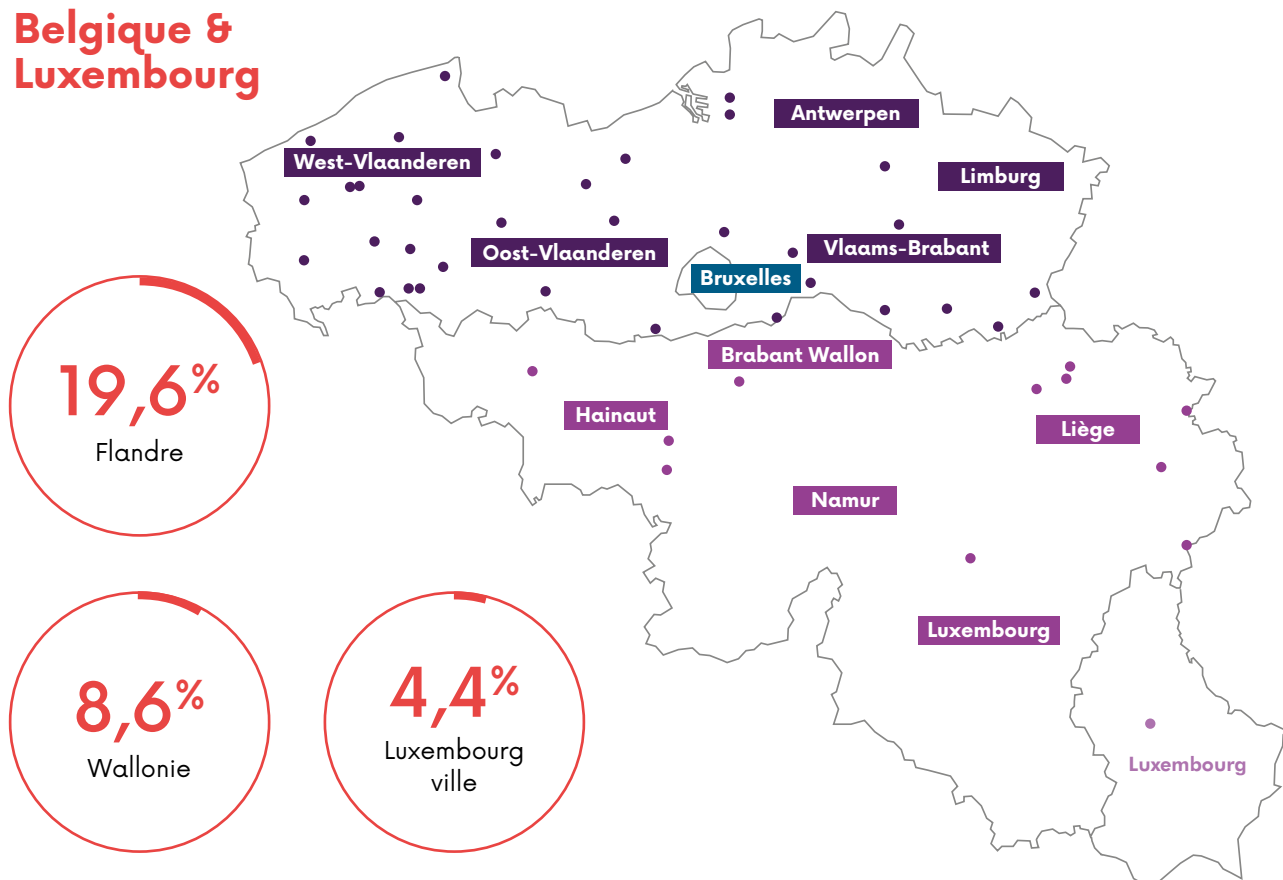 Belgique &
Luxembourg
Antwerpen
West-Vlaanderen
Limburg
Oost-Vlaanderen
Vlaams-Brabant
Bruxelles
Brabant Wallon
Hainaut
Liège
Namur
Luxembourg
Luxembourg
19,6%
Flandre
8,6%
Wallonie
4,4%
Luxembourg
ville